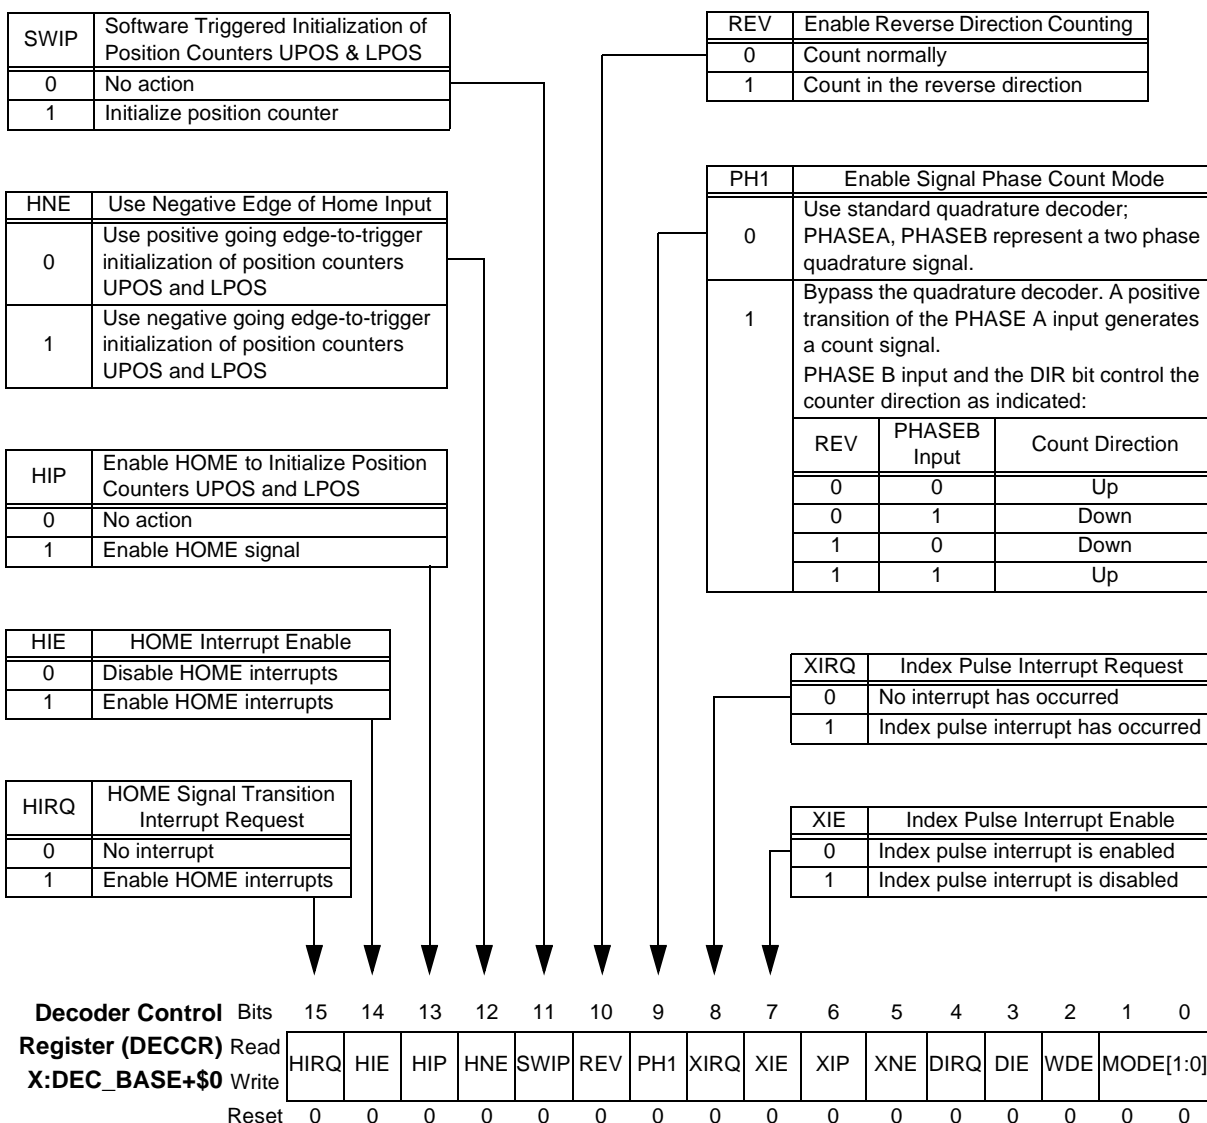 SWIP Software Triggered Initialization of
Position Counters UPOS & LPOS
0 No action
1 Initialize position counter
HNE Use Negative Edge of Home Input
0 Use positive going edge-to-trigger
initialization of position counters
UPOS and LPOS
1 Use negative going edge-to-trigger
initialization of position counters
UPOS and LPOS
HIP Enable HOME to Initialize Position
Counters UPOS and LPOS
0 No action
1 Enable HOME signal
HIE HOME Interrupt Enable
0 Disable HOME interrupts
1 Enable HOME interrupts
HIRQ HOME Signal Transition
Interrupt Request
0 No interrupt
1 Enable HOME interrupts
REV Enable Reverse Direction Counting
0 Count normally
1 Count in the reverse direction
PH1 Enable Signal Phase Count Mode
0 Use standard quadrature decoder;
PHASEA, PHASEB represent a two phase
quadrature signal.
1 Bypass the quadrature decoder. A positive
transition of the PHASE A input generates
a count signal.
PHASE B input and the DIR bit control the
counter direction as indicated:
REV PHASEB Input Count Direction
0 0 Up
0 1 Down
1 0 Down
1 1 Up
XIRQ Index Pulse Interrupt Request
0 No interrupt has occurred
1 Index pulse interrupt has occurred
XIE Index Pulse Interrupt Enable
0 Index pulse interrupt is enabled
1 Index pulse interrupt is disabled
Decoder Control Bits 15 14 13 12 11 10 9 8 7 6 5 4 3 2 1 0
Register (DECCR) Read
HIRQ HIE HIP HNE SWIP REV PH1 XIRQ XIE XIP XNE DIRQ DIE WDE MODE[1:0]
X:DEC_BASE+$0 Write
Reset 0 0 0 0 0 0 0 0 0 0 0 0 0 0 0 0